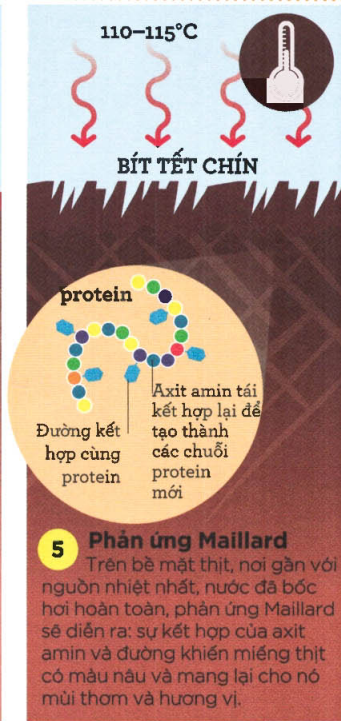 110–115°C
BÍT TẾT CHÍN
protein
Axit amin tái
kết hợp lại để
tạo thành
các chuỗi
protein
mới
Đường kết
hợp cùng
protein
5
Phản ứng Maillard
Trên bề mặt thịt, nơi gần với
nguồn nhiệt nhất, nước đã bốc
hơi hoàn toàn, phản ứng Maillard
sẽ diễn ra: sự kết hợp của axit
amin và đường khiến miếng thịt
có màu nâu và mang lại cho nó
mùi thơm và hương vị.